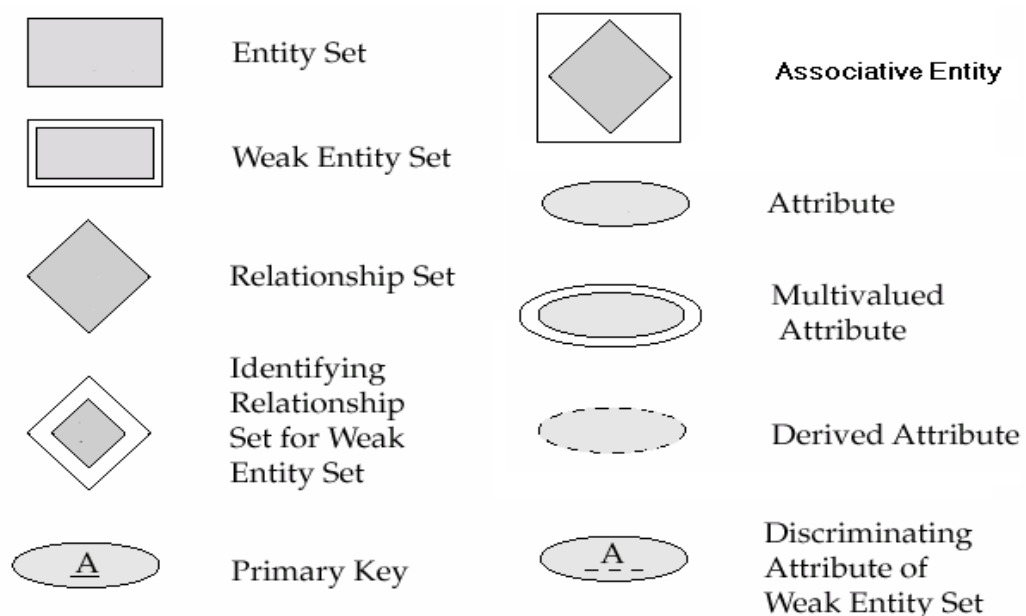 Entity Set
Weak Entity Set
Relationship Set
Identifying
Relationship
Set for Weak
Entity Set
A
Primary Key
Associative Entity
Attribute
Multivalued
Attribute
Derived Attribute
A
Discriminating
Attribute of
Weak Entity Set